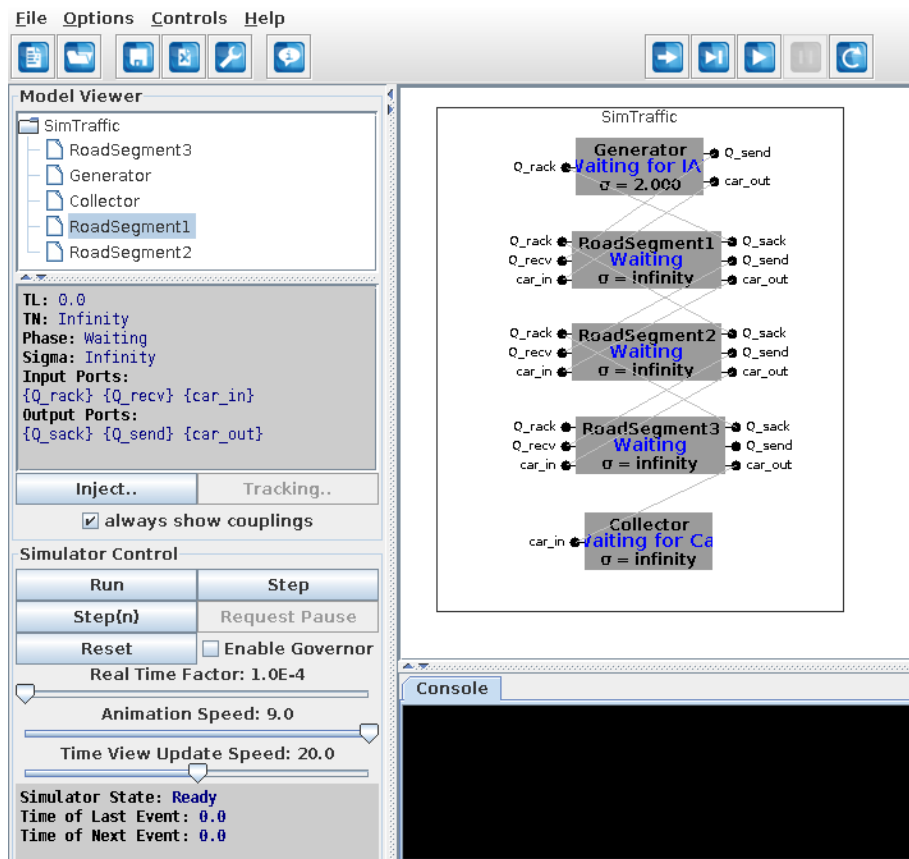 File Options Controls Help
Model Viewer
SimTraffic
RoadSegment3
Generator
Collector
RoadSegment1
RoadSegment2
TL: 0.0
TN: Infinity
Phase: Waiting
Sigma: Infinity
Input Ports:
{Q_rack} {Q_recv} {car_in}
Output Ports:
{Q_sack} {Q_send} {car_out}
Inject..
Tracking..
always show couplings
Simulator Control
Run
Step
Step{n}
Request Pause
Reset
Enable Governor
Real Time Factor: 1.0E-4
Animation Speed: 9.0
Time View Update Speed: 20.0
Simulator State: Ready
Time of Last Event: 0.0
Time of Next Event: 0.0
SimTraffic
Generator
Waiting for IA
σ = 2.000
Q_rack
Q_send
car_out
RoadSegment1
Waiting
σ = infinity
Q_rack
Q_recv
car_in
Q_sack
Q_send
car_out
RoadSegment2
Waiting
σ = infinity
Q_rack
Q_recv
car_in
Q_sack
Q_send
car_out
RoadSegment3
Waiting
σ = infinity
Q_rack
Q_recv
car_in
Q_sack
Q_send
car_out
Collector
Waiting for Ca
σ = infinity
car_in
Console